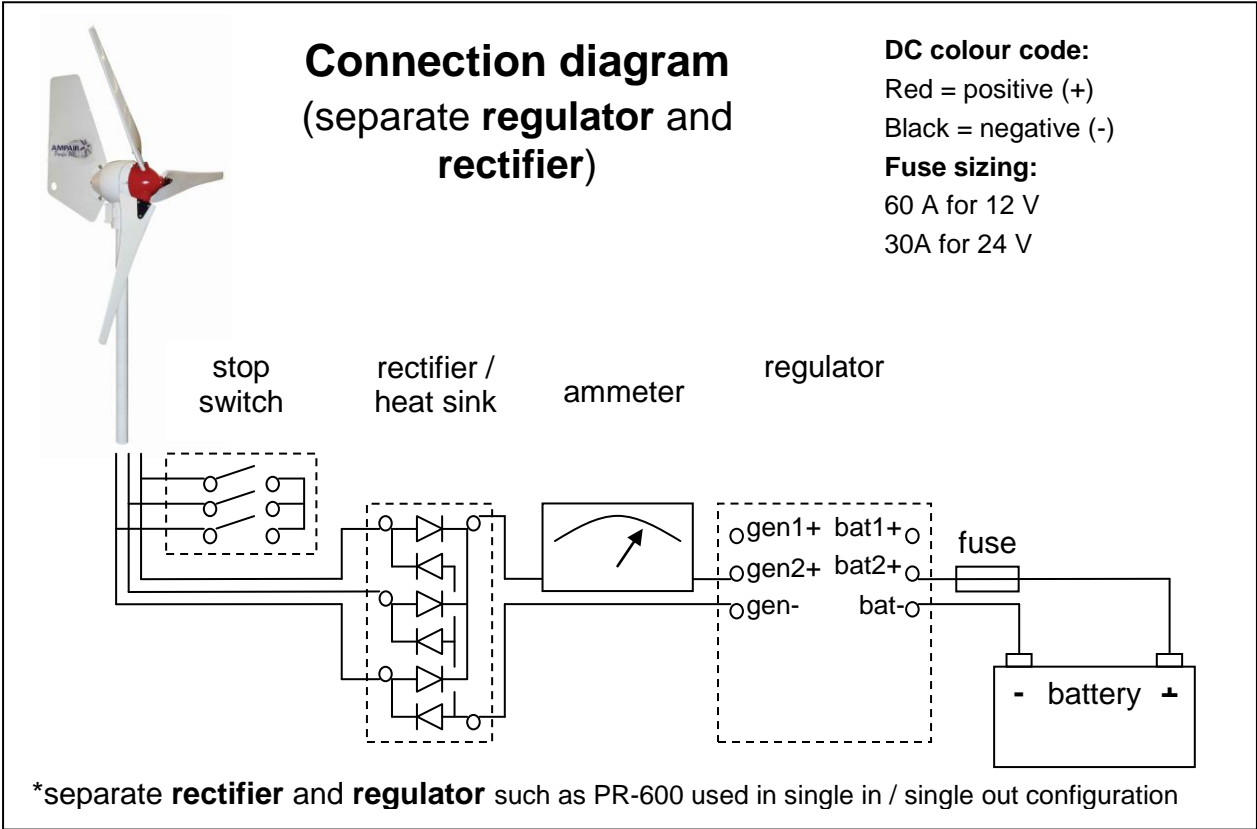 Connection diagram
(separate regulator and
rectifier)
DC colour code:
Red = positive (+)
Black = negative (-)
Fuse sizing:
60 A for 12 V
30A for 24 V
AMPAIR
stop
switch
rectifier /
heat sink
ammeter
regulator
gen1+ bat1+
gen2+ bat2+
gen- bat-
fuse
- battery +
*separate rectifier and regulator such as PR-600 used in single in / single out configuration